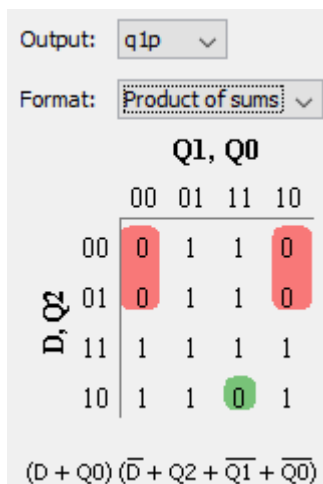 Output: q1p
Format: Product of sums
Q1, Q0
00 01 11 10
00 0 1 1 0
D, Q2
01 0 1 1 0
11 1 1 1 1
10 1 1 0 1
(D + Q0) (D̅ + Q2 + Q̅1̅ + Q̅0̅)